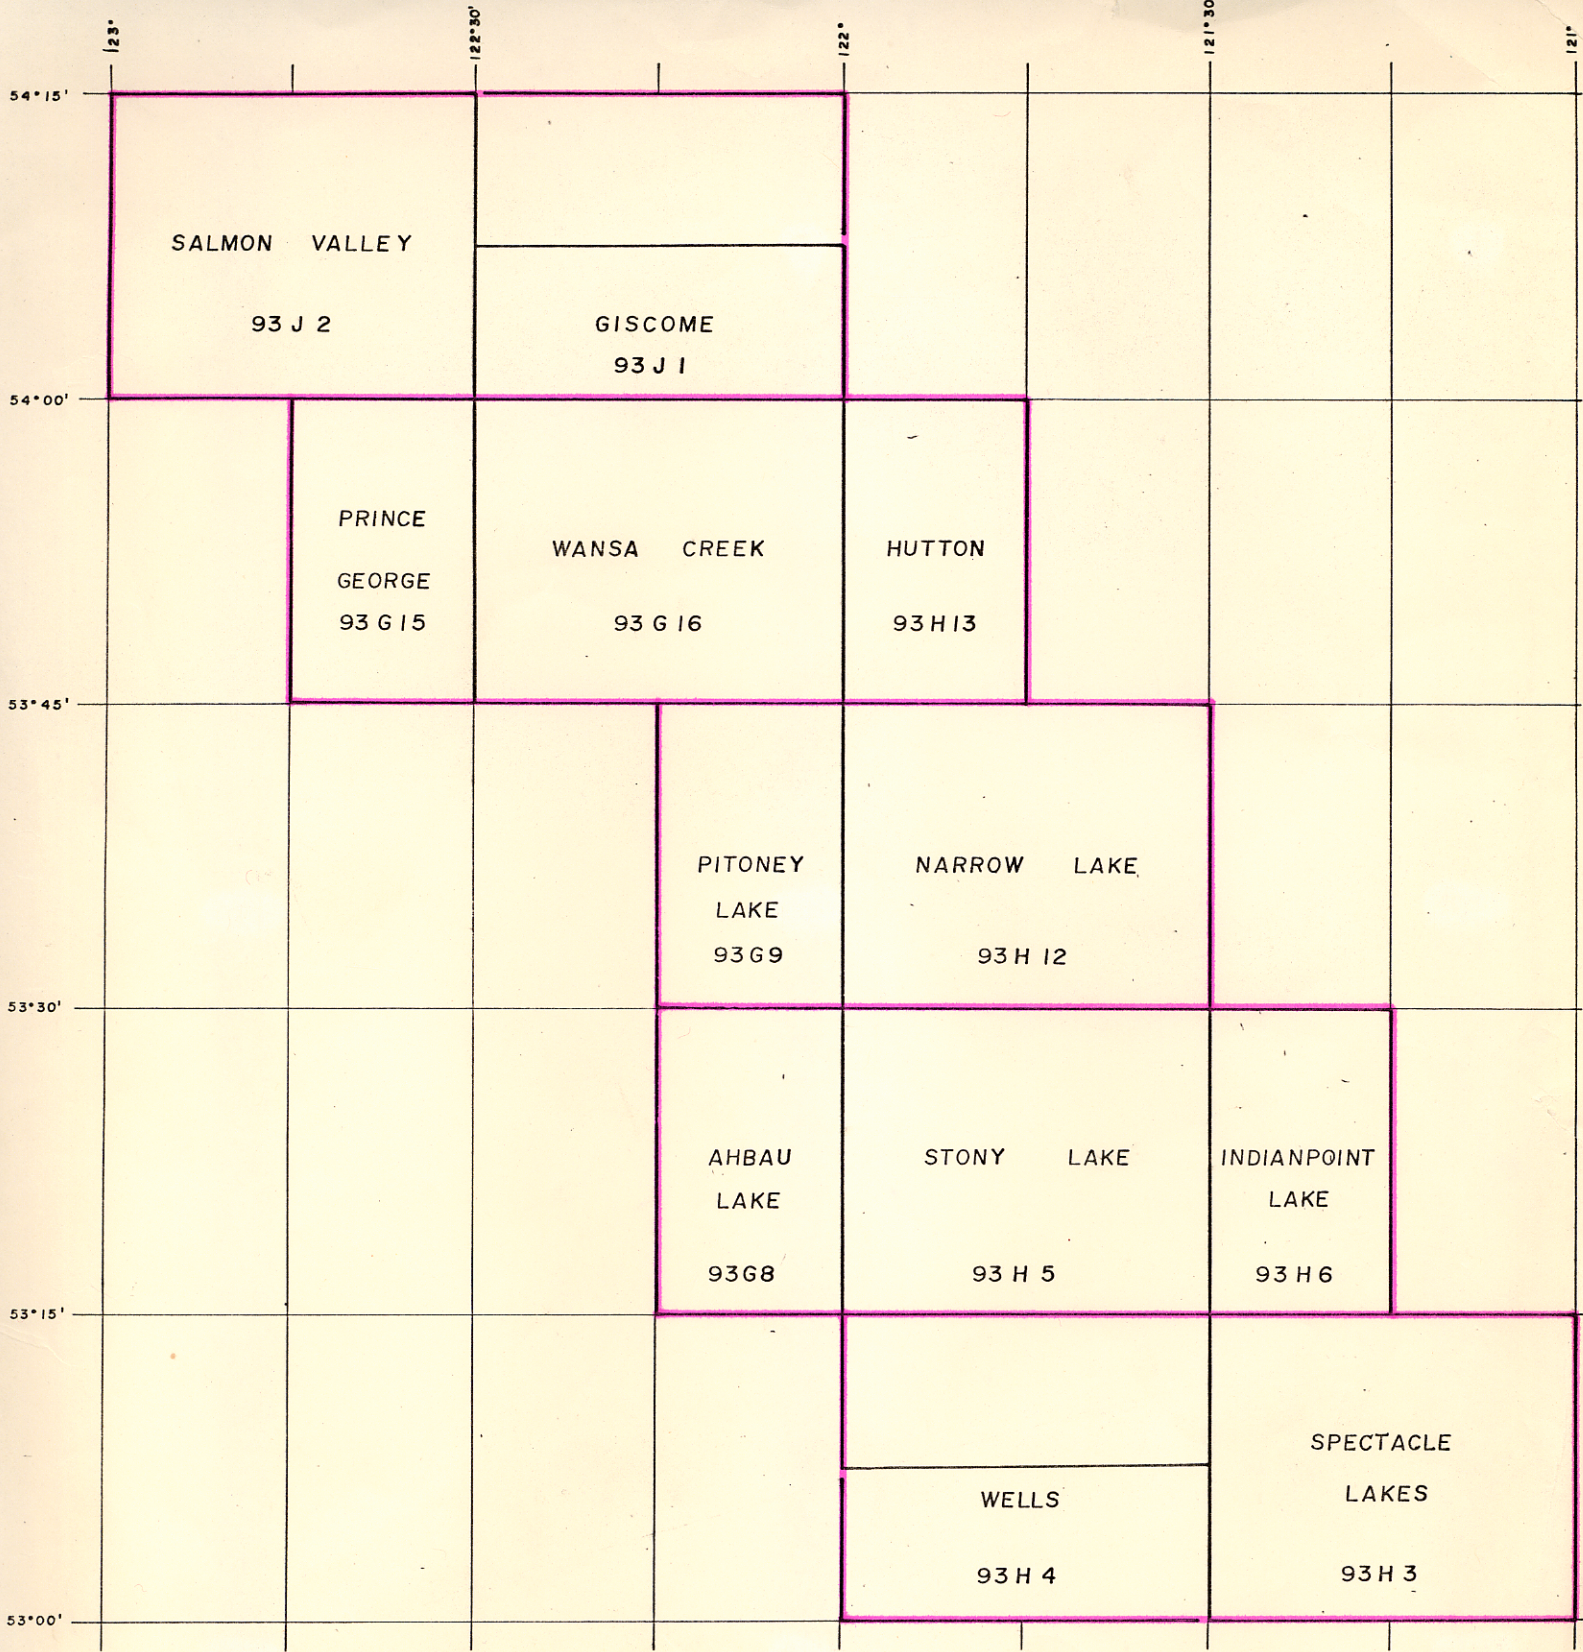 123°
122°30'
122°
121°30'
121°
54°15'
SALMON VALLEY
93 J 2
GISCOME
93 J 1
54°00'
PRINCE
GEORGE
93 G 15
WANSA CREEK
93 G 16
HUTTON
93 H 13
53°45'
PITONEY
LAKE
93 G 9
NARROW LAKE
93 H 12
53°30'
AHBAU
LAKE
93 G 8
STONY LAKE
93 H 5
INDIANPOINT
LAKE
93 H 6
53°15'
WELLS
93 H 4
SPECTACLE
LAKES
93 H 3
53°00'